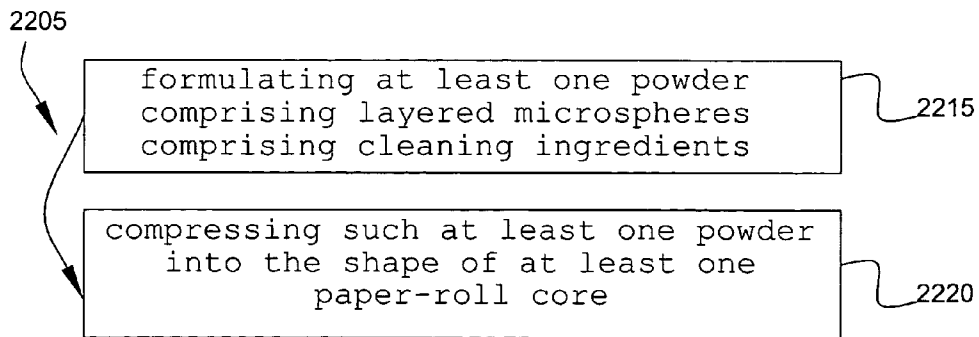 2205
formulating at least one powder
comprising layered microspheres
comprising cleaning ingredients
2215
compressing such at least one powder
into the shape of at least one
paper-roll core
2220